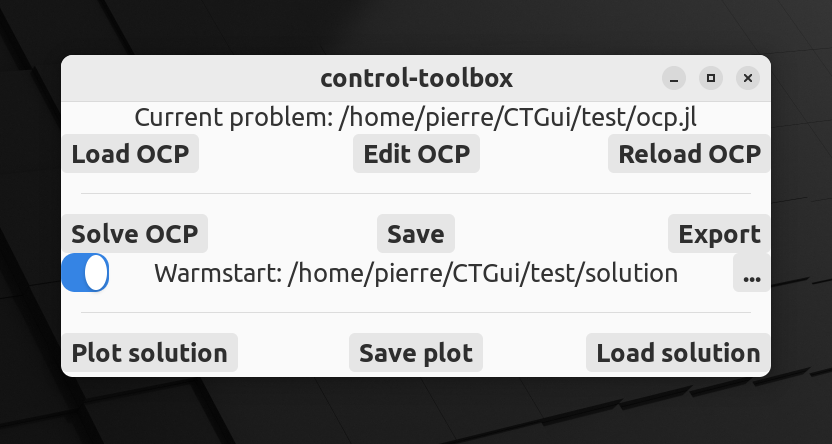 control-toolbox
Current problem: /home/pierre/CTGui/test/ocp.jl
Load OCP Edit OCP Reload OCP
Solve OCP Save Export
Warmstart: /home/pierre/CTGui/test/solution ...
Plot solution Save plot Load solution